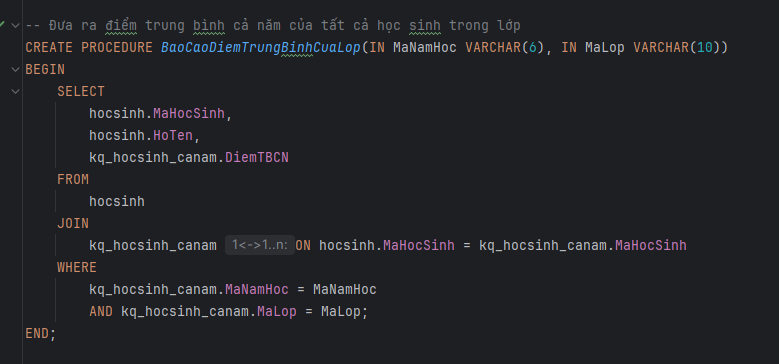 -- Đưa ra điểm trung bình cả năm của tất cả học sinh trong lớp
CREATE PROCEDURE BaoCaoDiemTrungBinhCuaLop(IN MaNamHoc VARCHAR(6), IN MaLop VARCHAR(10))
BEGIN
SELECT
hocsinh.MaHocSinh,
hocsinh.HoTen,
kq_hocsinh_canam.DiemTBCN
FROM
hocsinh
JOIN
kq_hocsinh_canam 1<->1..n: ON hocsinh.MaHocSinh = kq_hocsinh_canam.MaHocSinh
WHERE
kq_hocsinh_canam.MaNamHoc = MaNamHoc
AND kq_hocsinh_canam.MaLop = MaLop;
END;